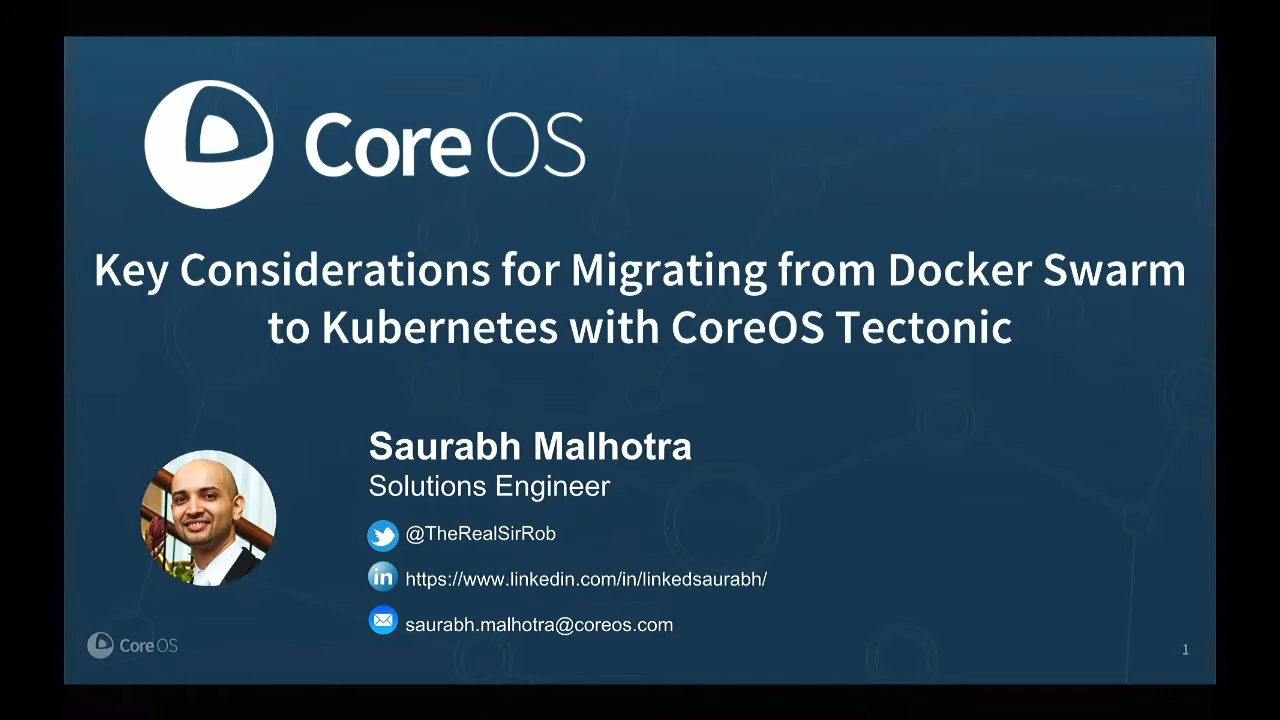 Core OS
Key Considerations for Migrating from Docker Swarm
to Kubernetes with CoreOS Tectonic
Saurabh Malhotra
Solutions Engineer
@TheRealSirRob
in https://www.linkedin.com/in/linkedsaurabh/
saurabh.malhotra@coreos.com
Core OS
1